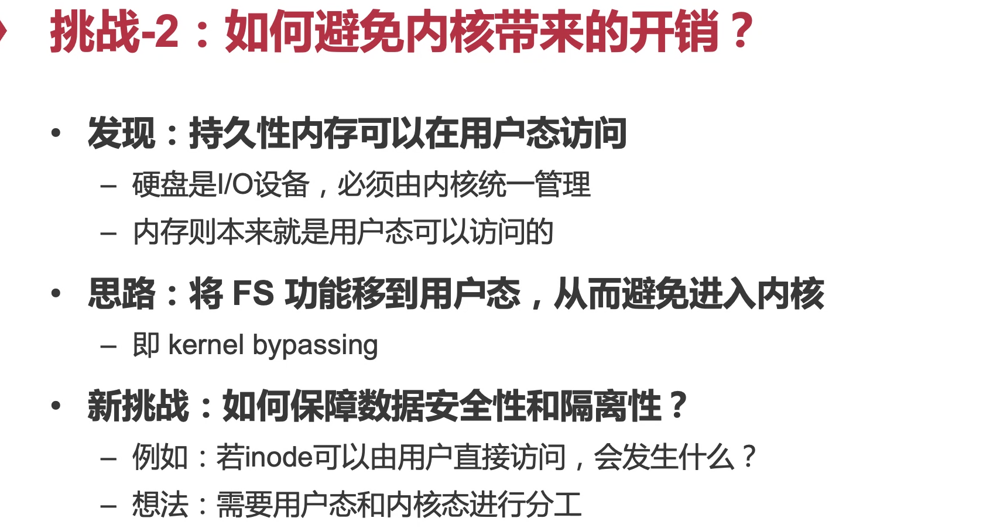 挑战-2：如何避免内核带来的开销？
• 发现：持久性内存可以在用户态访问
– 硬盘是I/O设备，必须由内核统一管理
– 内存则本来就是用户态可以访问的
• 思路：将 FS 功能移到用户态，从而避免进入内核
– 即 kernel bypassing
• 新挑战：如何保障数据安全性和隔离性？
– 例如：若inode可以由用户直接访问，会发生什么？
– 想法：需要用户态和内核态进行分工